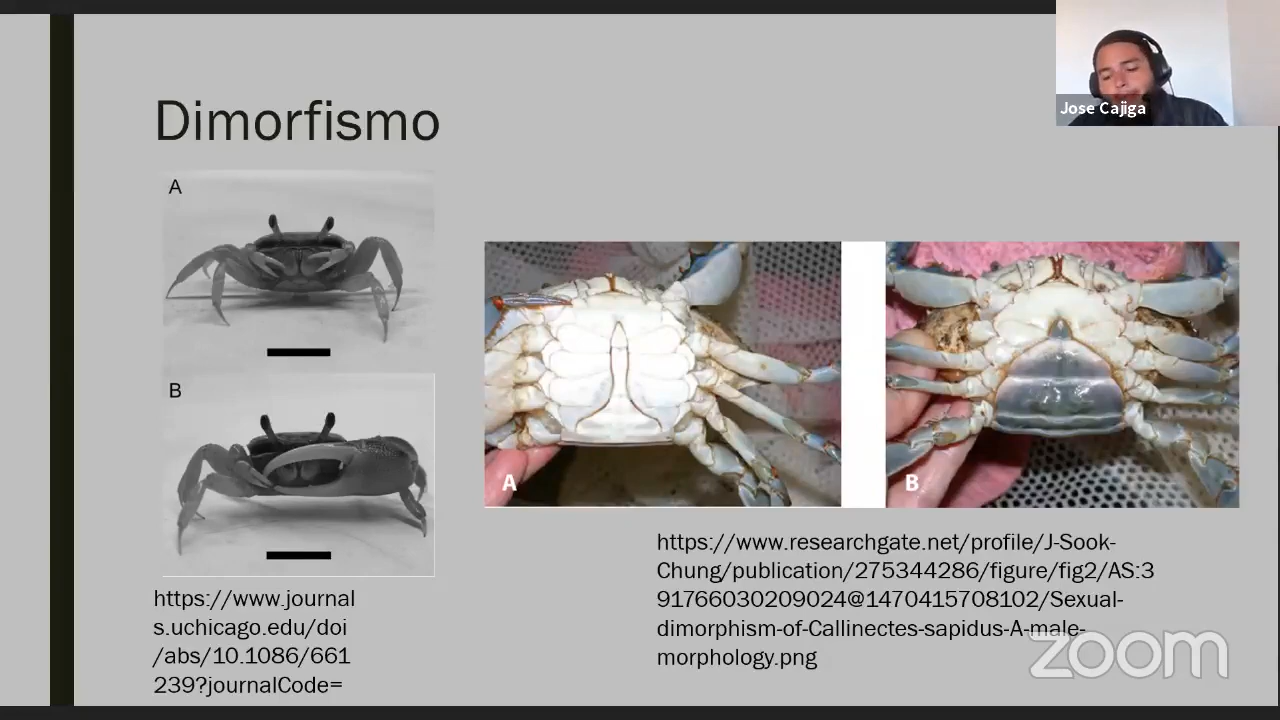 Jose Cajiga
Dimorfismo
A
B
A
B
https://www.journal
s.uchicago.edu/doi
/abs/10.1086/661
239?journalCode=
https://www.researchgate.net/profile/J-Sook-
Chung/publication/275344286/figure/fig2/AS:3
91766030209024@1470415708102/Sexual-
dimorphism-of-Callinectes-sapidus-A-male-
morphology.png
zoom